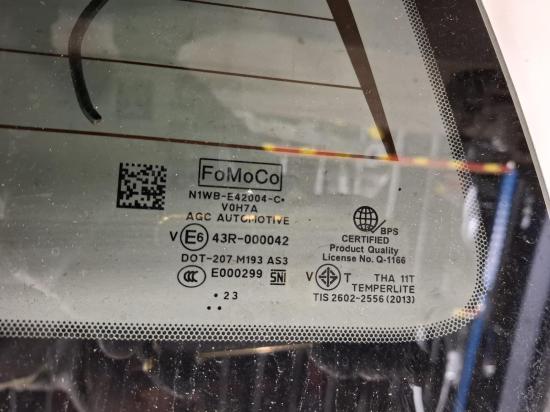 FoMoCo
N1WB-E42004-C•
V0H7A
AGC AUTOMOTIVE
V E6 43R-000042
DOT-207 M193 AS3
CCC E000299 SNI
• 23
••
BPS
CERTIFIED
Product Quality
License No. Q-1166
V T THA 11T
TEMPERLITE
TIS 2602-2556 (2013)